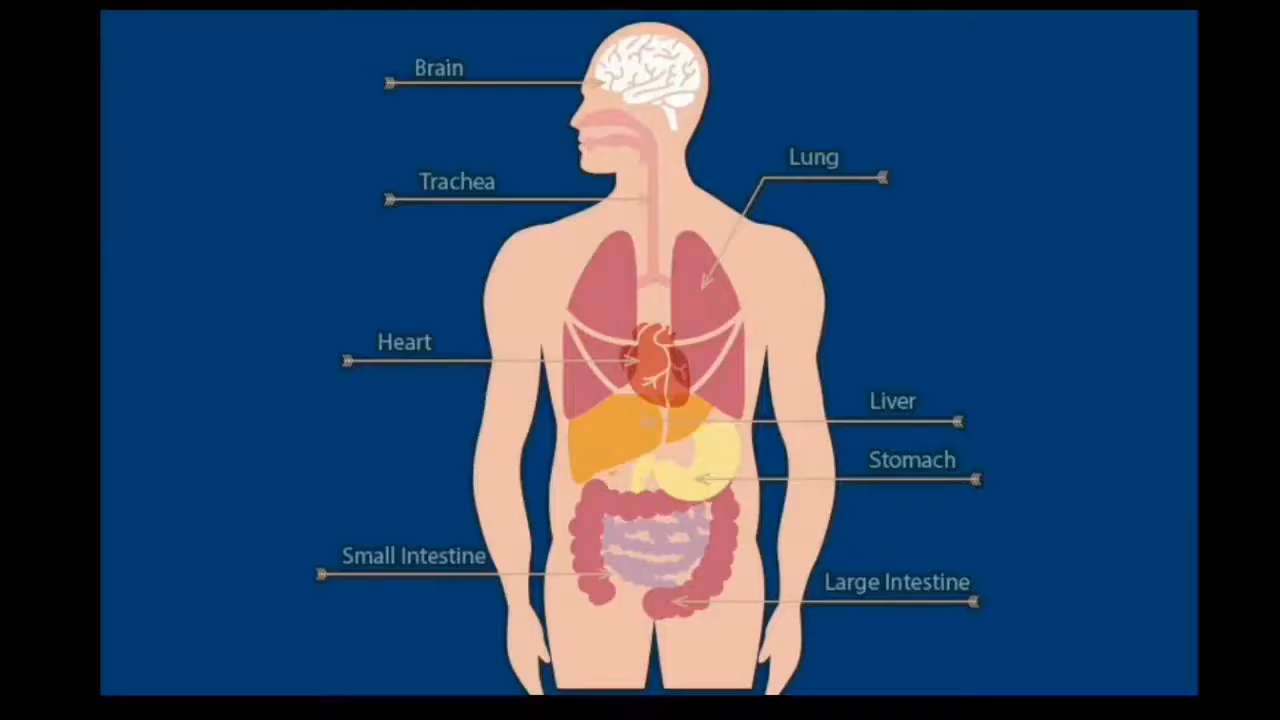 Brain
Lung
Trachea
Heart
Liver
Stomach
Small Intestine
Large Intestine